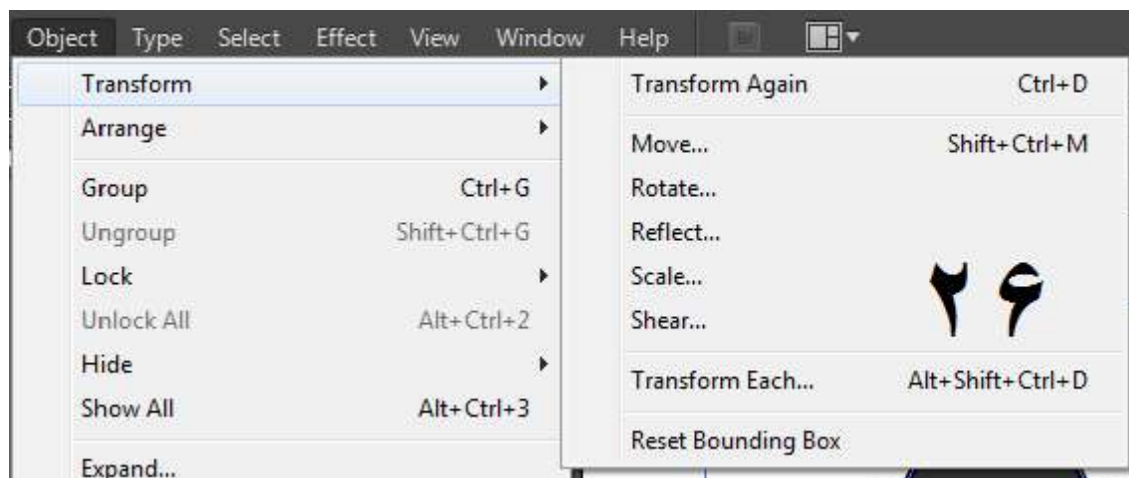 Object Type Select Effect View Window Help
Transform
Arrange
Group Ctrl+G
Ungroup Shift+Ctrl+G
Lock
Unlock All Alt+Ctrl+2
Hide
Show All Alt+Ctrl+3
Expand...
Transform Again Ctrl+D
Move... Shift+Ctrl+M
Rotate...
Reflect...
Scale...
Shear...
۲۶
Transform Each... Alt+Shift+Ctrl+D
Reset Bounding Box